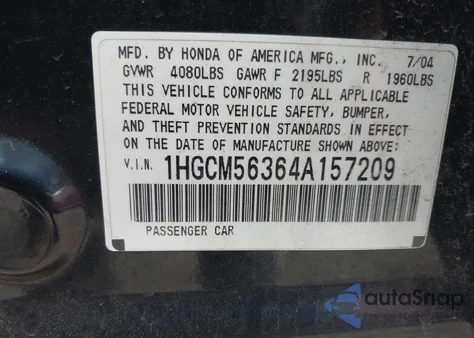 MFD. BY HONDA OF AMERICA MFG., INC. 7/04
GVWR 4080LBS GAWR F 2195LBS R 1960LBS
THIS VEHICLE CONFORMS TO ALL APPLICABLE
FEDERAL MOTOR VEHICLE SAFETY, BUMPER,
AND THEFT PREVENTION STANDARDS IN EFFECT
ON THE DATE OF MANUFACTURE SHOWN ABOVE:
V.I.N. 1HGCM56364A157209
PASSENGER CAR
autoSnap